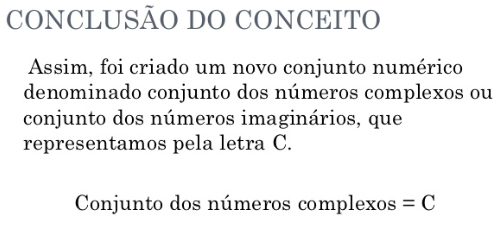 CONCLUSÃO DO CONCEITO
Assim, foi criado um novo conjunto numérico
denominado conjunto dos números complexos ou
conjunto dos números imaginários, que
representamos pela letra C.
Conjunto dos números complexos = C